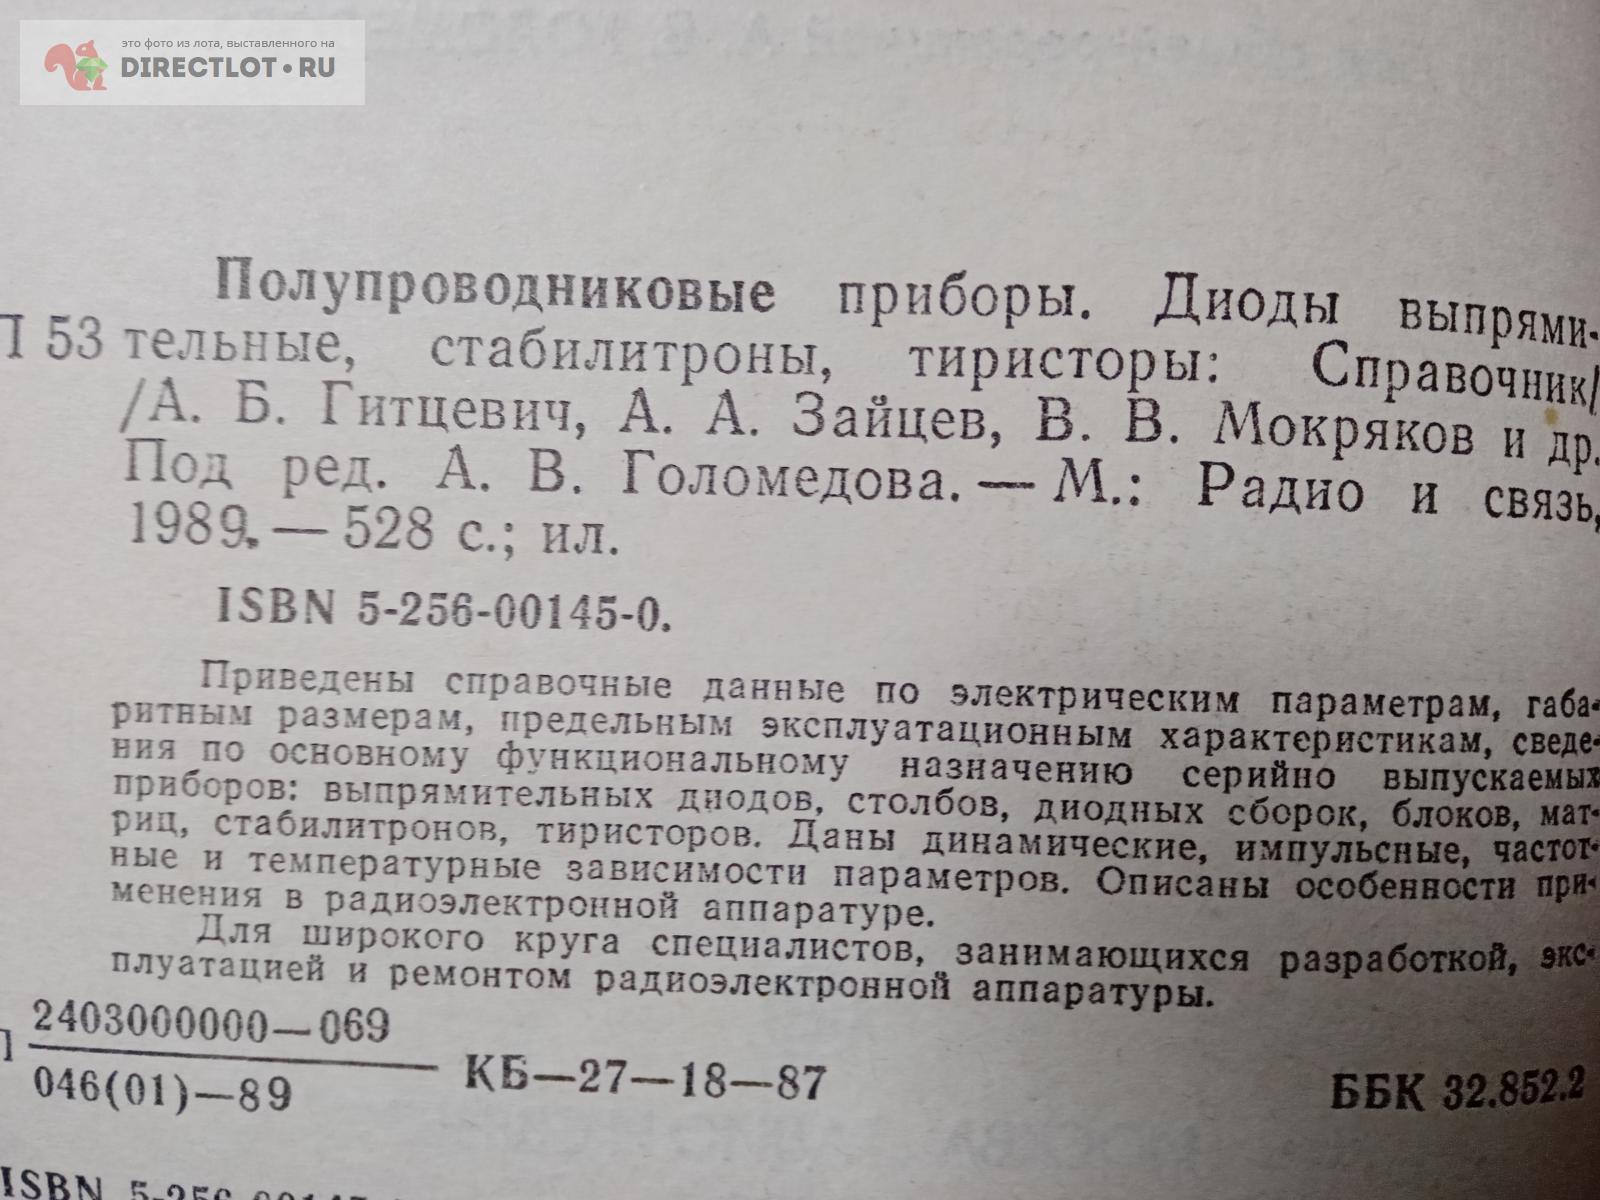 это фото из лота, выставленного на
DIRECTLOT•RU
Полупроводниковые приборы. Диоды выпрями-
П 53 тельные, стабилитроны, тиристоры: Справочник/
/А. Б. Гитцевич, А. А. Зайцев, В. В. Мокряков и др.
Под ред. А. В. Голомедова. — М.: Радио и связь,
1989. — 528 с.; ил.
ISBN 5-256-00145-0.
Приведены справочные данные по электрическим параметрам, габа-
ритным размерам, предельным эксплуатационным характеристикам, сведе-
ния по основному функциональному назначению серийно выпускаемых
приборов: выпрямительных диодов, столбов, диодных сборок, блоков, мат-
риц, стабилитронов, тиристоров. Даны динамические, импульсные, частот-
ные и температурные зависимости параметров. Описаны особенности при-
менения в радиоэлектронной аппаратуре.
Для широкого круга специалистов, занимающихся разработкой, экс-
плуатацией и ремонтом радиоэлектронной аппаратуры.
2403000000—069
П
046(01)—89
КБ—27—18—87
ББК 32.852.2
ISBN 5-256-00145-